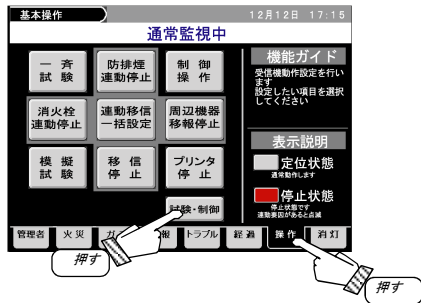 基本操作
12月12日 17:15
通常監視中
一 斉
試 験
防排煙
連動停止
制 御
操 作
消火栓
連動停止
連動移信
一括設定
周辺機器
移報停止
模 擬
試 験
移 信
停 止
プリンタ
停 止
試験・制御
機能ガイド
受信機動作設定を行い
ます
設定したい項目を選択
してください
表示説明
定位状態
通常動作します
停止状態
停止状態です
連動要因があると点滅
管理者 火 災 ガ 報 トラブル 経 過 操 作 消 灯
押す
押す